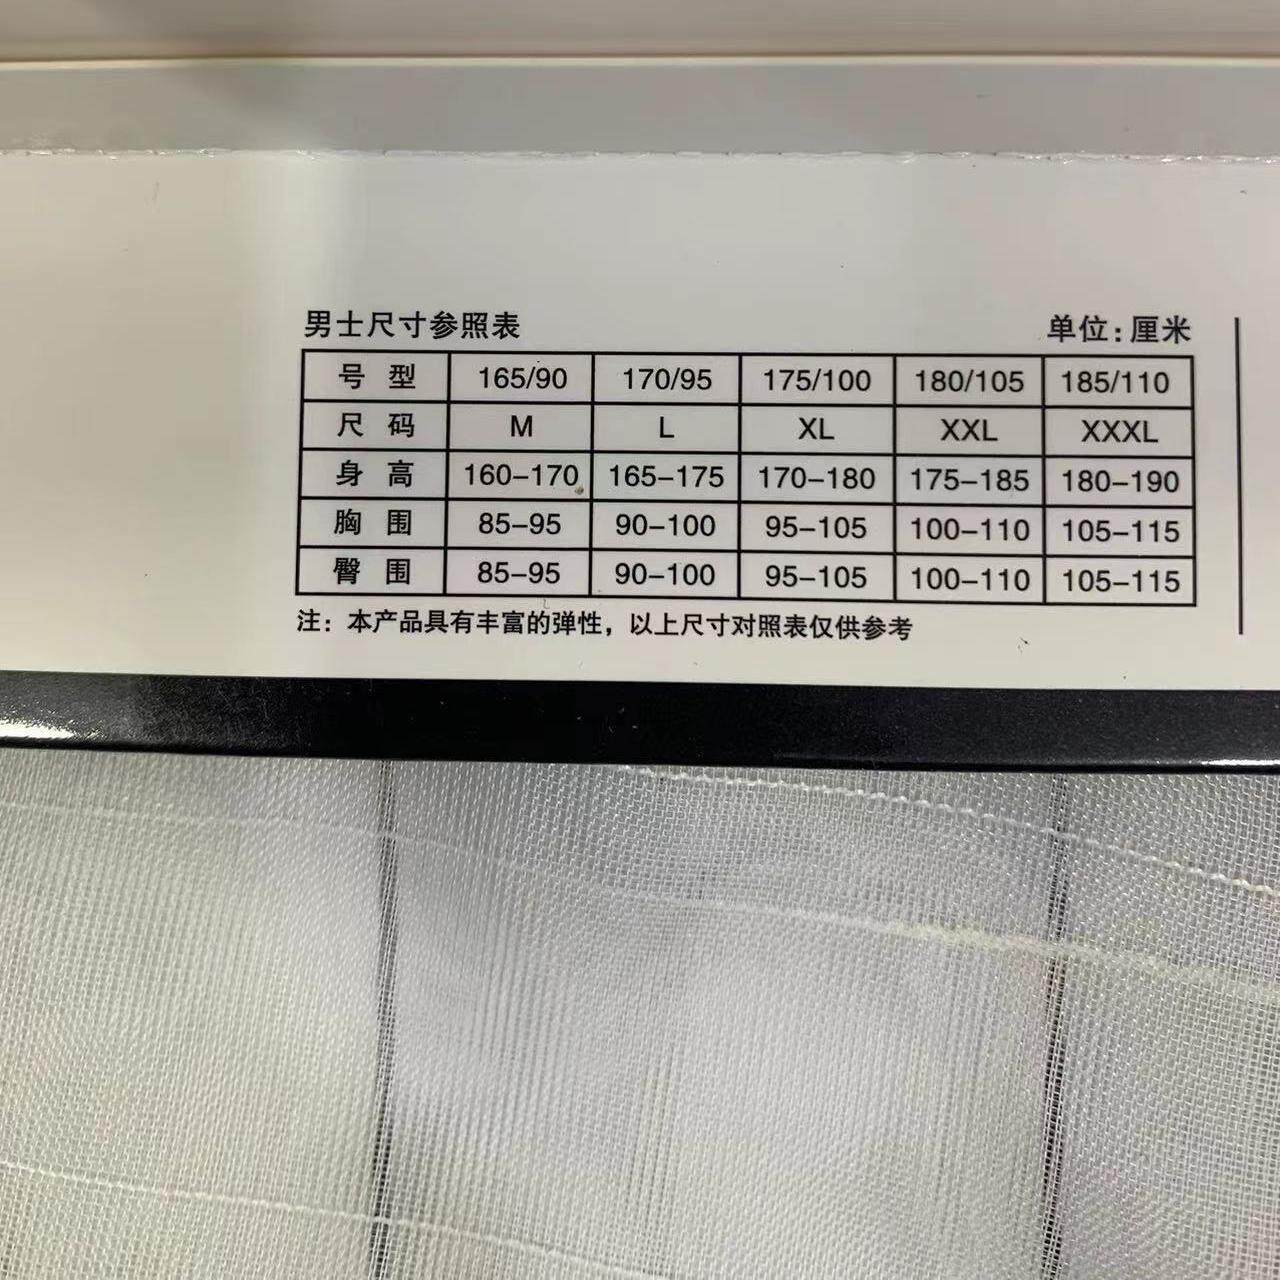 男士尺寸参照表 单位:厘米
号 型 165/90 170/95 175/100 180/105 185/110
尺 码 M L XL XXL XXXL
身 高 160-170 165-175 170-180 175-185 180-190
胸 围 85-95 90-100 95-105 100-110 105-115
臀 围 85-95 90-100 95-105 100-110 105-115
注：本产品具有丰富的弹性，以上尺寸对照表仅供参考